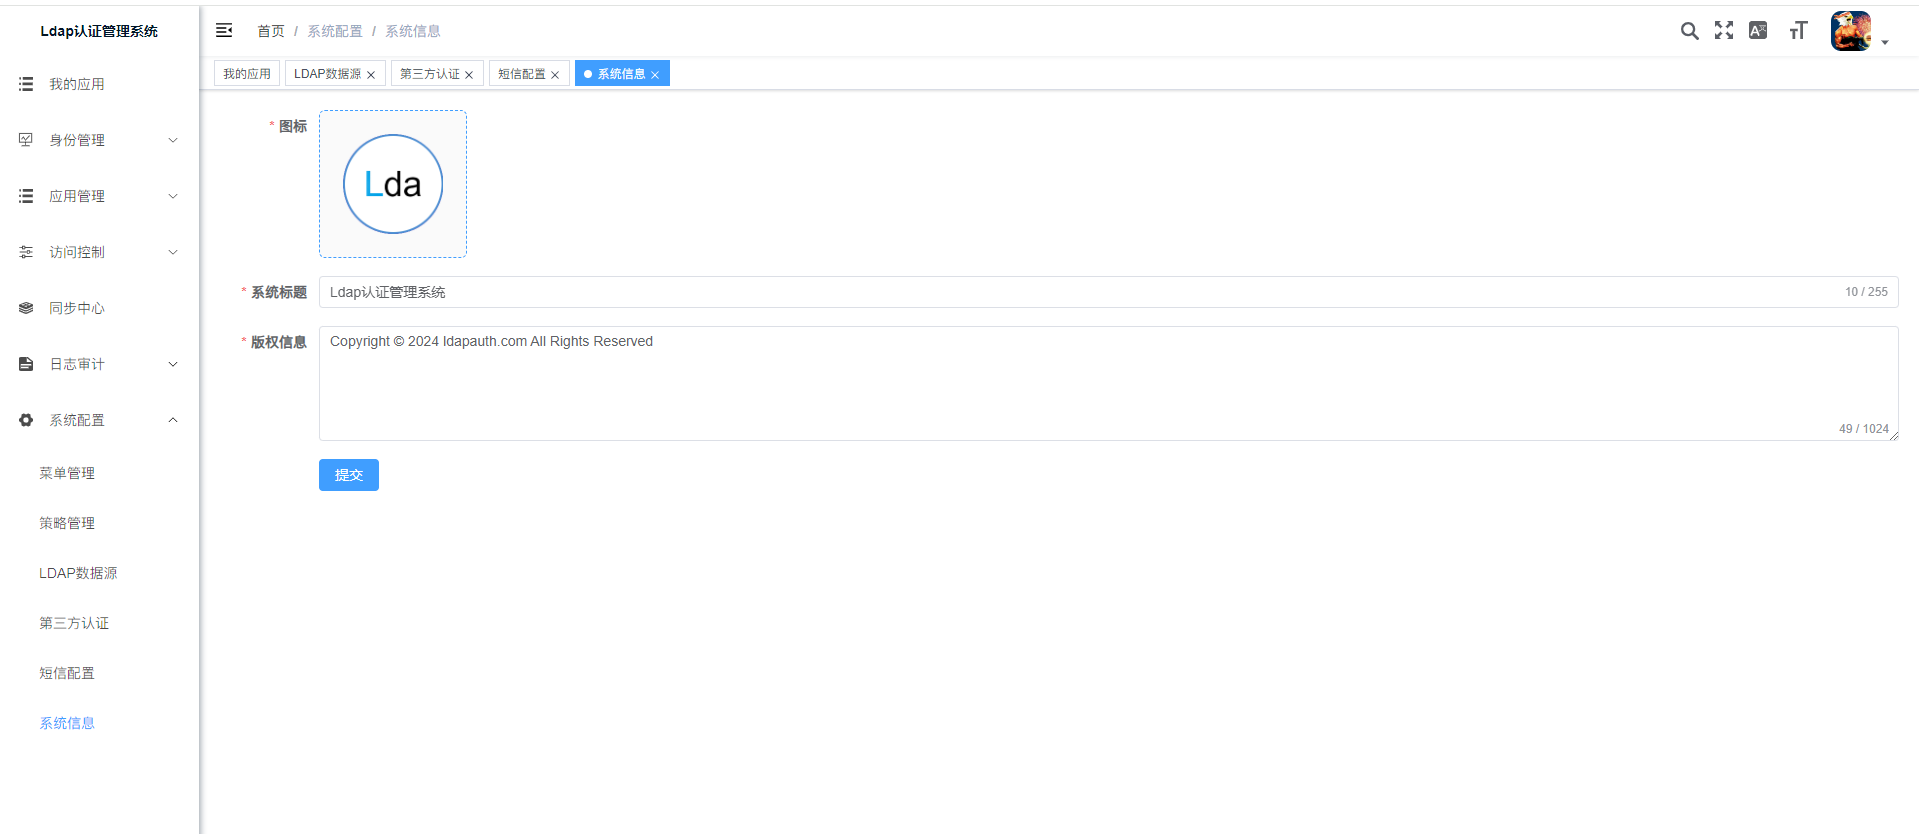 Ldap认证管理系统
首页 / 系统配置 / 系统信息
我的应用 LDAP数据源 第三方认证 短信配置 系统信息
我的应用
身份管理
应用管理
访问控制
同步中心
日志审计
系统配置
菜单管理
策略管理
LDAP数据源
第三方认证
短信配置
系统信息
* 图标
Lda
* 系统标题
Ldap认证管理系统
10 / 255
* 版权信息
Copyright © 2024 ldapauth.com All Rights Reserved
49 / 1024
提交